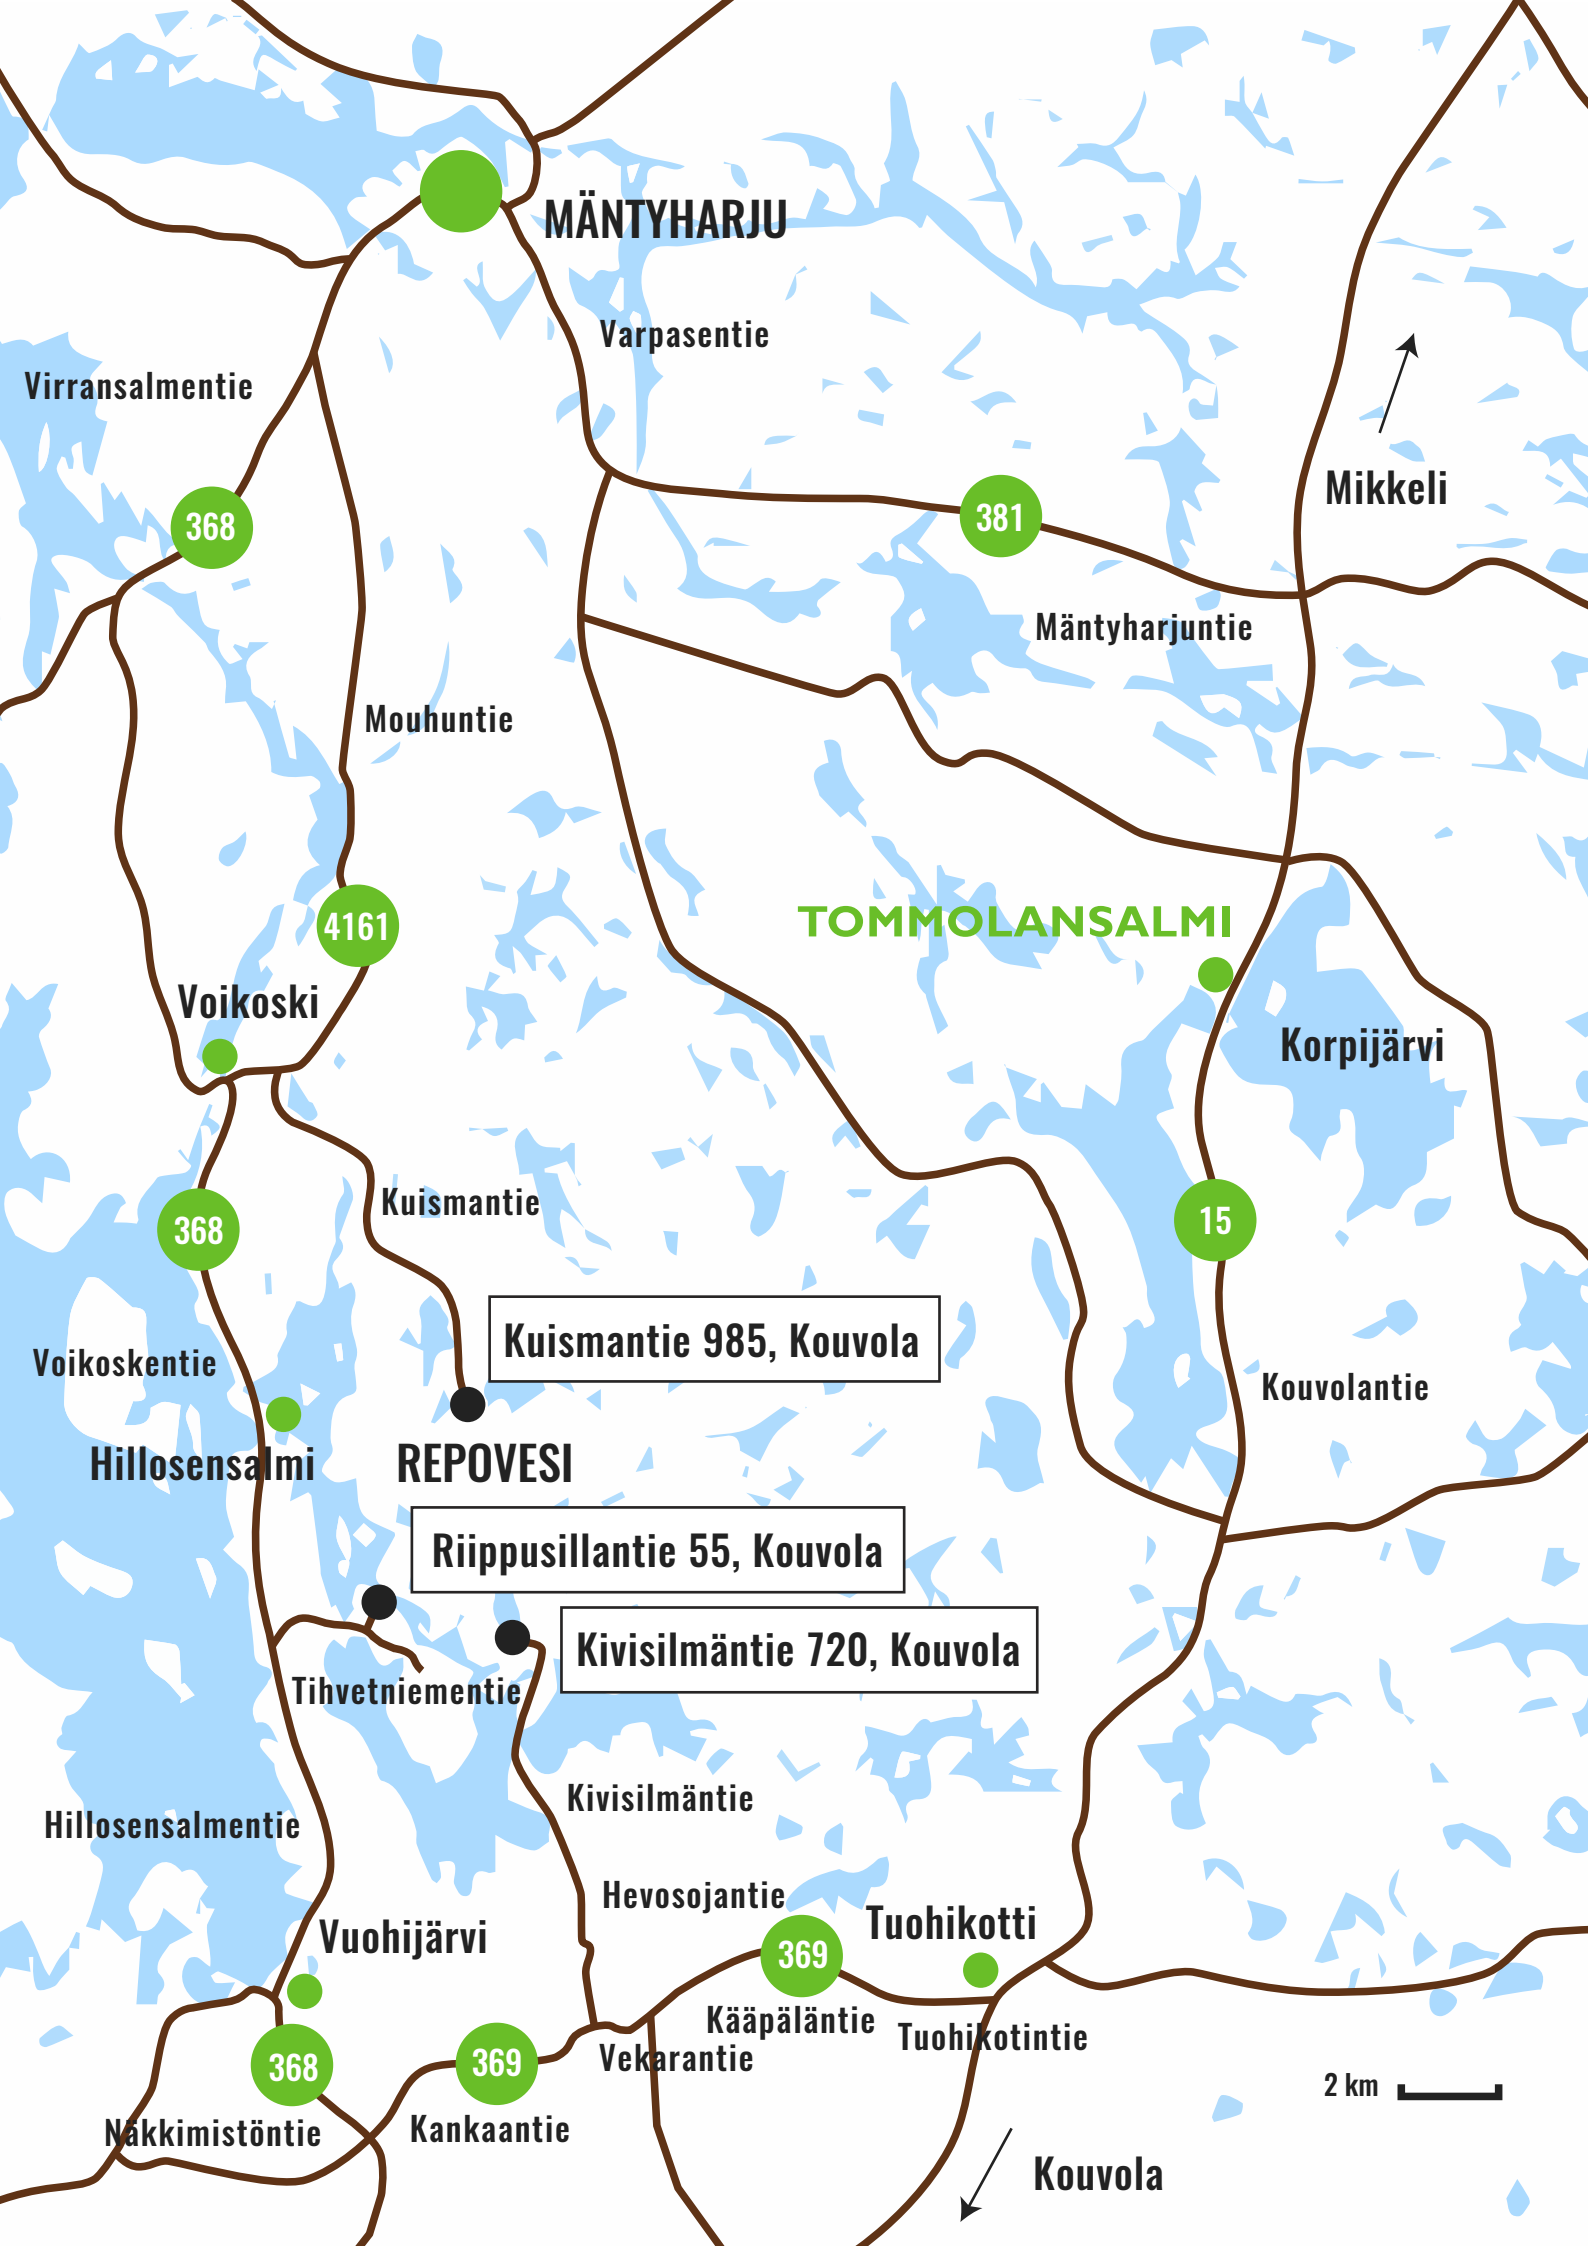 MÄNTYHARJU
Varpasentie
Virransalmentie
Mikkeli
368
381
Mäntyharjuntie
Mouhuntie
4161
TOMMOLANSALMI
Voikoski
Korpijärvi
Kuismantie
368
15
Kuismantie 985, Kouvola
Voikoskentie
Kouvolantie
Hillosensalmi
REPOVESI
Riippusillantie 55, Kouvola
Kivisilmäntie 720, Kouvola
Tihvetniementie
Kivisilmäntie
Hillosensalmentie
Hevosojantie
Tuohikotti
Vuohijärvi
369
Kääpäläntie
Tuohikotintie
Vekarantie
368
369
2 km
Näkkimistöntie
Kankaantie
Kouvola